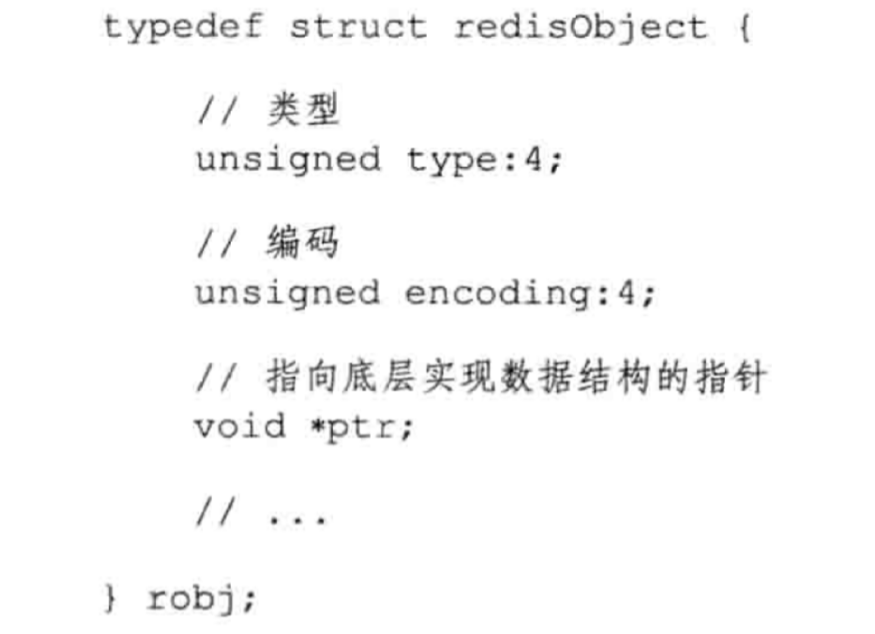 typedef struct redisObject {
// 类型
unsigned type:4;
// 编码
unsigned encoding:4;
// 指向底层实现数据结构的指针
void *ptr;
// ...
} robj;